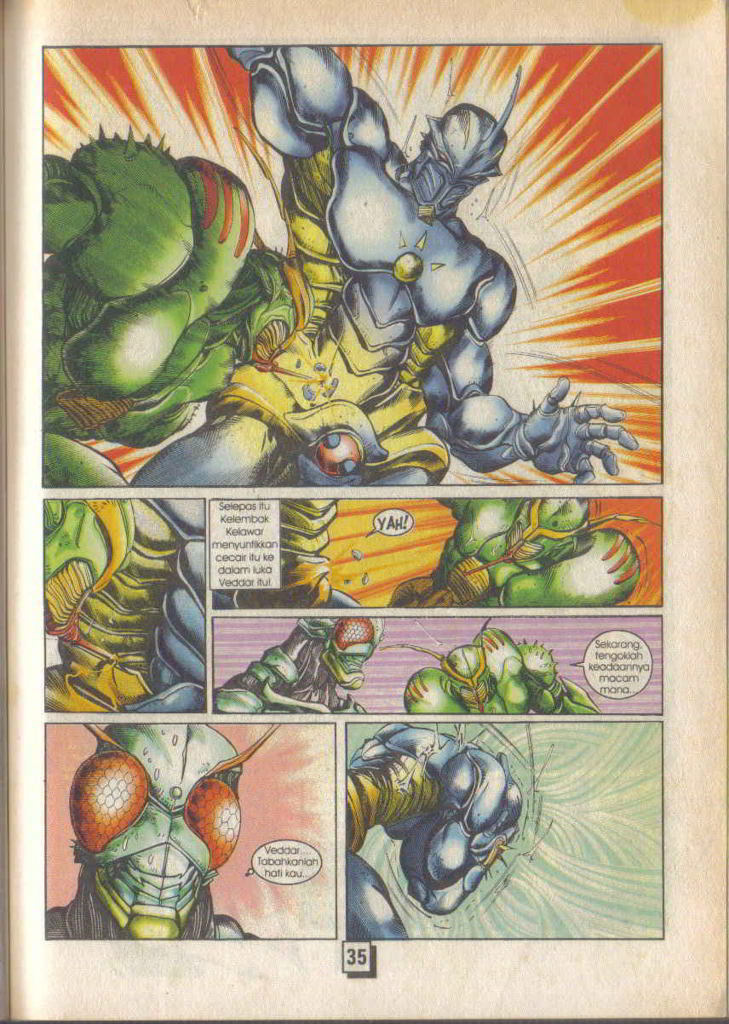 Selepas itu
Kelembak
Kelawar
menyuntikkan
cecair itu ke
dalam luka
Veddar itu!
YAH!
Sekarang,
tengoklah
keadaannya
macam
mana..
Veddar....
Tabahkanlah
hati kau..
35